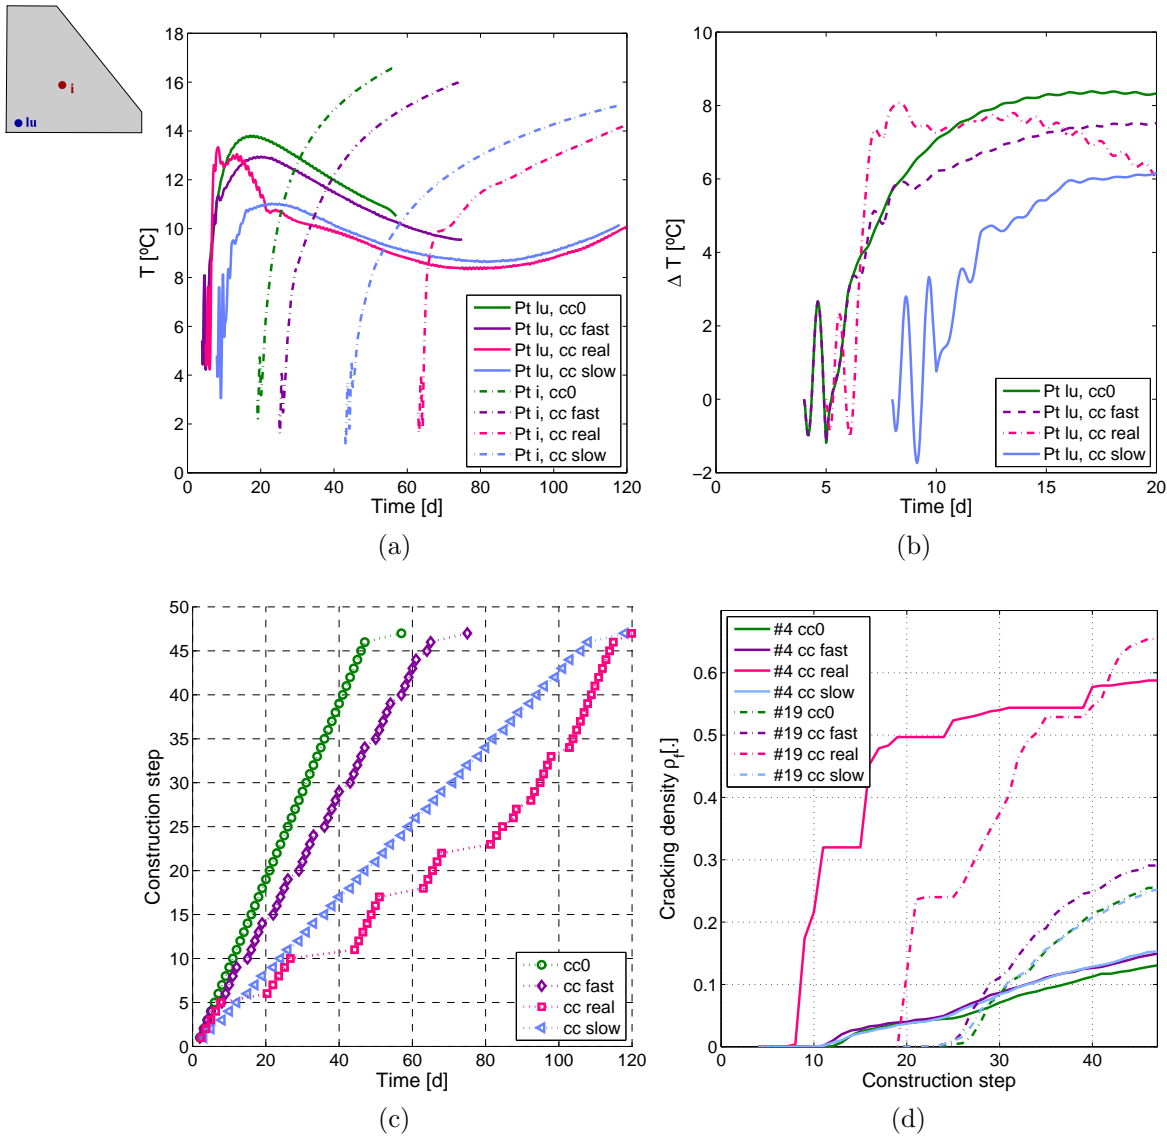 i
lu
18
16
14
12
10
8
6
4
2
0
T [ºC]
0
20
40
60
80
100
120
Time [d]
Pt lu, cc0
Pt lu, cc fast
Pt lu, cc real
Pt lu, cc slow
Pt i, cc0
Pt i, cc fast
Pt i, cc real
Pt i, cc slow
(a)
10
8
6
4
2
0
−2
Δ T [ºC]
0
5
10
15
20
Time [d]
Pt lu, cc0
Pt lu, cc fast
Pt lu, cc real
Pt lu, cc slow
(b)
50
45
40
35
30
25
20
15
10
5
0
Construction step
0
20
40
60
80
100
120
Time [d]
cc0
cc fast
cc real
cc slow
(c)
0.6
0.5
0.4
0.3
0.2
0.1
0
Cracking density ρf[.]
10
20
30
40
Construction step
#4 cc0
#4 cc fast
#4 cc real
#4 cc slow
#19 cc0
#19 cc fast
#19 cc real
#19 cc slow
(d)